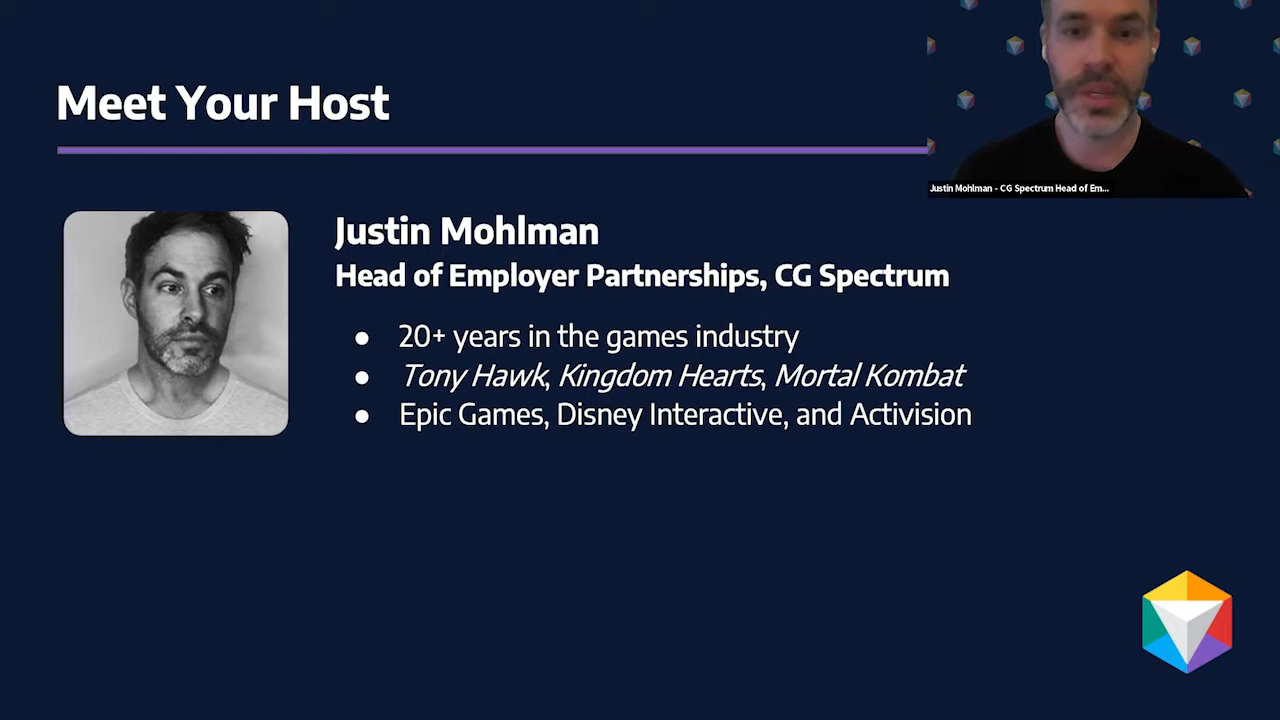 Meet Your Host
Justin Mohlman - CG Spectrum Head of Em...
Justin Mohlman
Head of Employer Partnerships, CG Spectrum
● 20+ years in the games industry
● Tony Hawk, Kingdom Hearts, Mortal Kombat
● Epic Games, Disney Interactive, and Activision